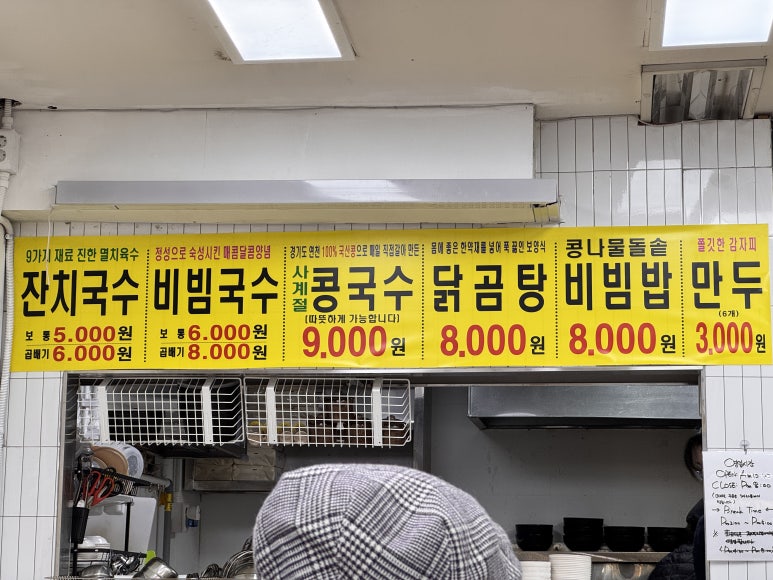 9가지 재료 진한 멸치육수
잔치국수
보통 5.000원
곱배기 6.000원
정성으로 숙성시킨 매콤달콤양념
비빔국수
보통 6.000원
곱배기 8.000원
경기도 연천 100% 국산콩으로 매일 직접갈아 만든
사계절
콩국수
(따뜻하게 가능합니다)
9.000원
몸에 좋은 한약재를 넣어 푹 끓인 보양식
닭곰탕
8.000원
콩나물돌솥
비빔밥
8.000원
쫄깃한 감자피
만두
(6개)
3.000원
CLOSE: Pm 8:00
→ Break Time ←